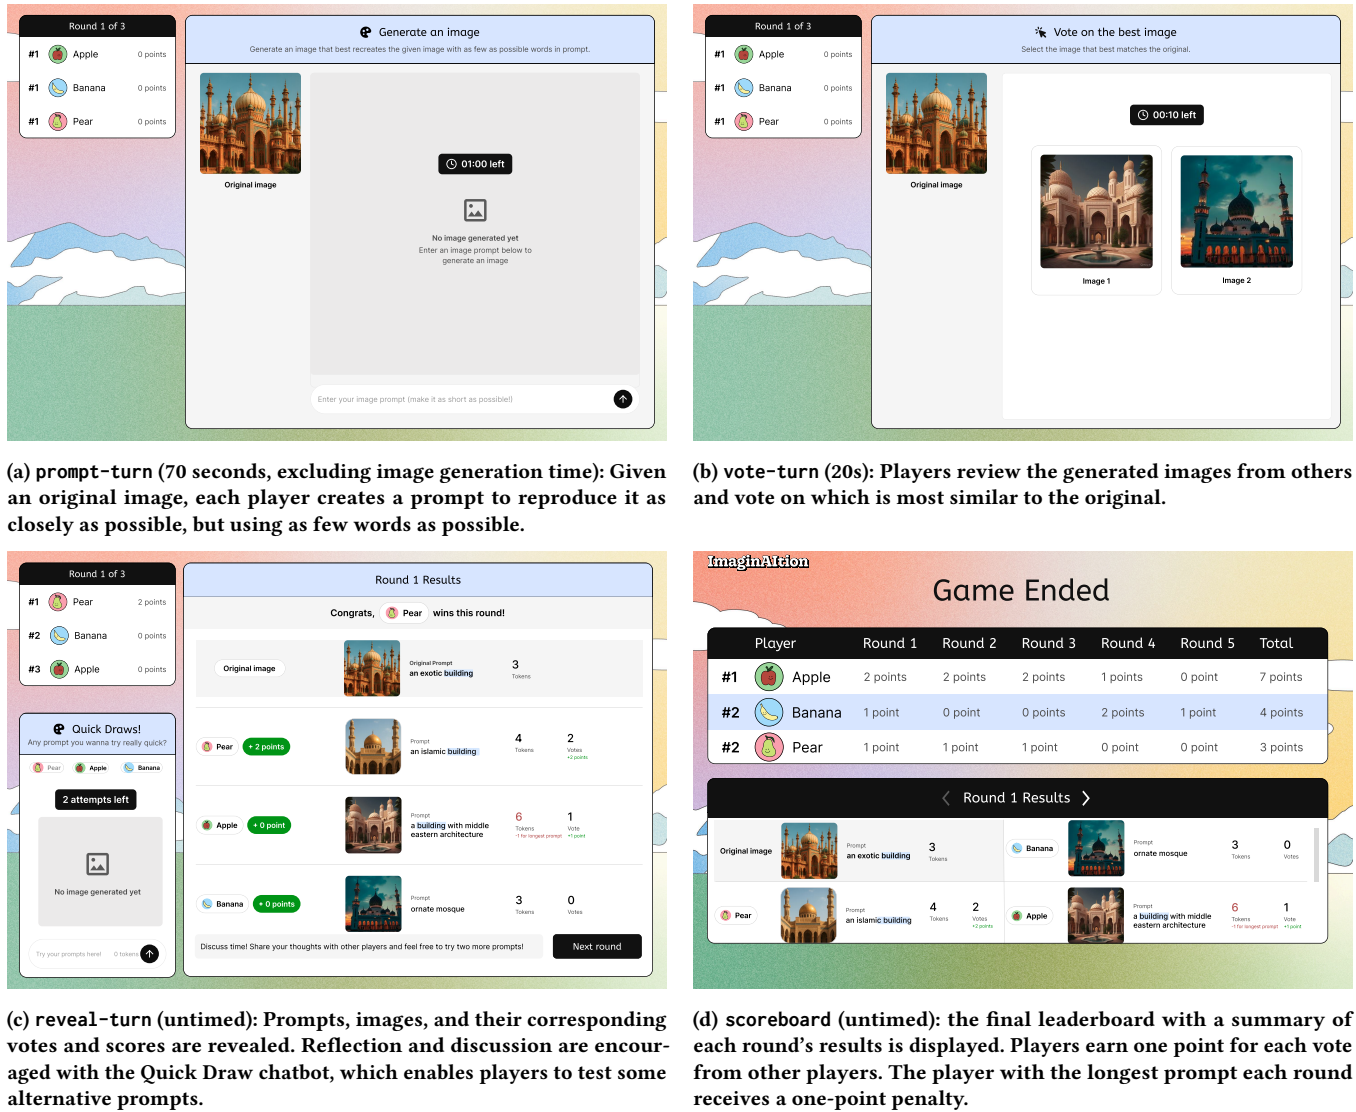 Round 1 of 3
#1 Apple 0 points
#1 Banana 0 points
#1 Pear 0 points
Generate an image
Generate an image that best recreates the given image with as few as possible words in prompt.
Original image
01:00 left
No image generated yet
Enter an image prompt below to
generate an image
Enter your image prompt (make it as short as possible!)
Round 1 of 3
#1 Apple 0 points
#1 Banana 0 points
#1 Pear 0 points
Vote on the best image
Select the image that best matches the original.
Original image
00:10 left
Image 1
Image 2
(a) prompt-turn (70 seconds, excluding image generation time): Given
an original image, each player creates a prompt to reproduce it as
closely as possible, but using as few words as possible.
(b) vote-turn (20s): Players review the generated images from others
and vote on which is most similar to the original.
Round 1 of 3
#1 Pear 2 points
#2 Banana 0 points
#3 Apple 0 points
Quick Draws!
Any prompt you wanna try really quick?
Pear Apple Banana
2 attempts left
No image generated yet
Try your prompts here! 0 tokens
Round 1 Results
Congrats, Pear wins this round!
Original image
Original Prompt
an exotic building
3
Tokens
Pear + 2 points
Prompt
an islamic building
4
Tokens
2
Votes
+2 points
Apple + 0 point
Prompt
a building with middle
eastern architecture
6
Tokens
-1 for longest prompt
1
Vote
+1 point
Banana + 0 points
Prompt
ornate mosque
3
Tokens
0
Votes
Discuss time! Share your thoughts with other players and feel free to try two more prompts!
Next round
ImaginAItion
Game Ended
Player Round 1 Round 2 Round 3 Round 4 Round 5 Total
#1 Apple 2 points 2 points 2 points 1 points 0 point 7 points
#2 Banana 1 point 0 point 0 points 2 points 1 point 4 points
#2 Pear 1 point 1 point 1 point 0 points 0 point 3 points
Round 1 Results
Original image
Prompt
an exotic building
3
Tokens
Banana
Prompt
ornate mosque
3
Tokens
0
Votes
Pear
Prompt
an islamic building
4
Tokens
2
Votes
+2 points
Apple
Prompt
a building with middle
eastern architecture
6
Tokens
-1 for longest prompt
1
Vote
+1 point
(c) reveal-turn (untimed): Prompts, images, and their corresponding
votes and scores are revealed. Reflection and discussion are encour-
aged with the Quick Draw chatbot, which enables players to test some
alternative prompts.
(d) scoreboard (untimed): the final leaderboard with a summary of
each round's results is displayed. Players earn one point for each vote
from other players. The player with the longest prompt each round
receives a one-point penalty.